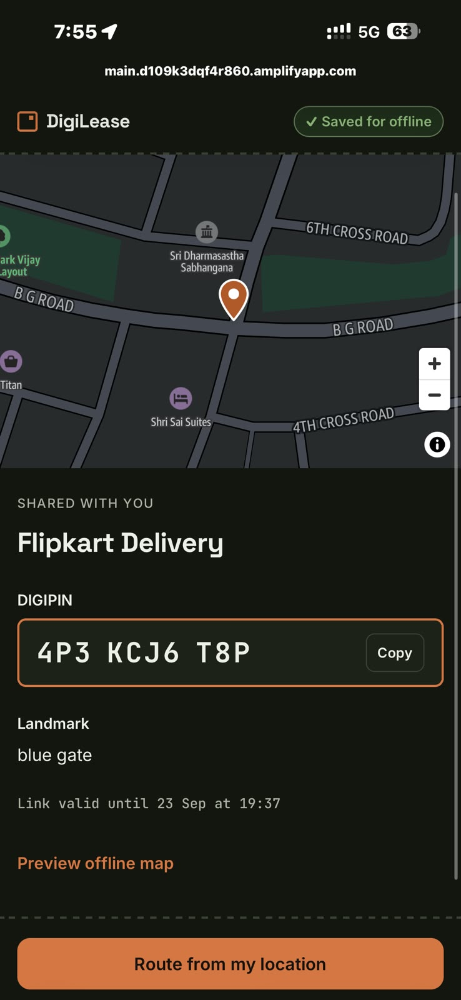 7:55
5G 63
main.d109k3dqf4r860.amplifyapp.com
DigiLease
✓ Saved for offline
6TH CROSS ROAD
Sri Dharmasastha
Sabhangana
ark Vijay
Layout
B G ROAD
B G ROAD
Titan
Shri Sai Suites
4TH CROSS ROAD
SHARED WITH YOU
Flipkart Delivery
DIGIPIN
4P3 KCJ6 T8P
Copy
Landmark
blue gate
Link valid until 23 Sep at 19:37
Preview offline map
Route from my location